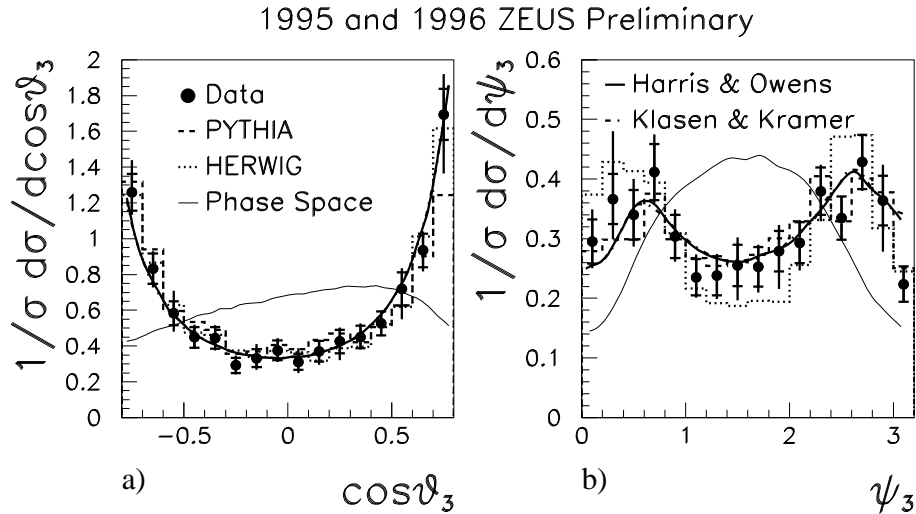 1995 and 1996 ZEUS Preliminary
1/σ dσ/dcosϑ₃
2
1.8
1.6
1.4
1.2
1
0.8
0.6
0.4
0.2
0
Data
PYTHIA
HERWIG
Phase Space
−0.5 0 0.5
a)
cosϑ₃
1/σ dσ/dψ₃
0.6
0.5
0.4
0.3
0.2
0.1
0
Harris & Owens
Klasen & Kramer
0 1 2 3
b)
ψ₃